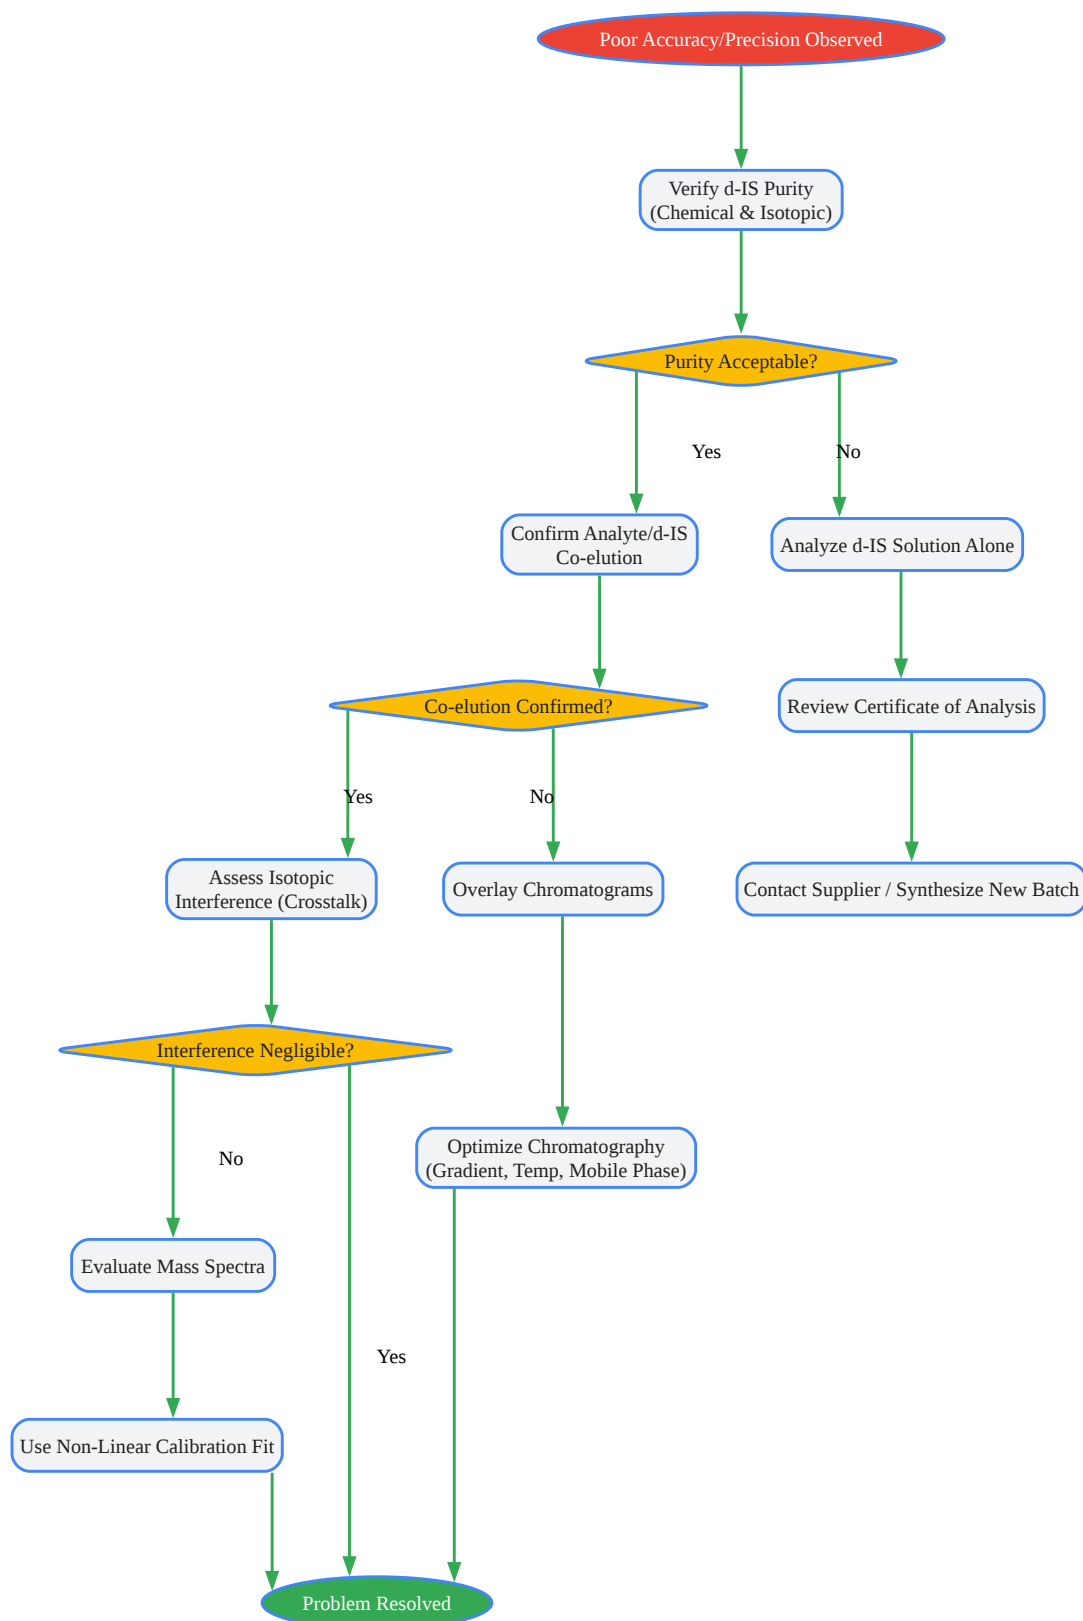 Poor Accuracy/Precision Observed
Verify d-IS Purity
(Chemical & Isotopic)
Purity Acceptable?
Yes
No
Confirm Analyte/d-IS
Co-elution
Analyze d-IS Solution Alone
Co-elution Confirmed?
Review Certificate of Analysis
Yes
No
Assess Isotopic
Interference (Crosstalk)
Overlay Chromatograms
Contact Supplier / Synthesize New Batch
Interference Negligible?
No
Optimize Chromatography
(Gradient, Temp, Mobile Phase)
Evaluate Mass Spectra
Yes
Use Non-Linear Calibration Fit
Problem Resolved